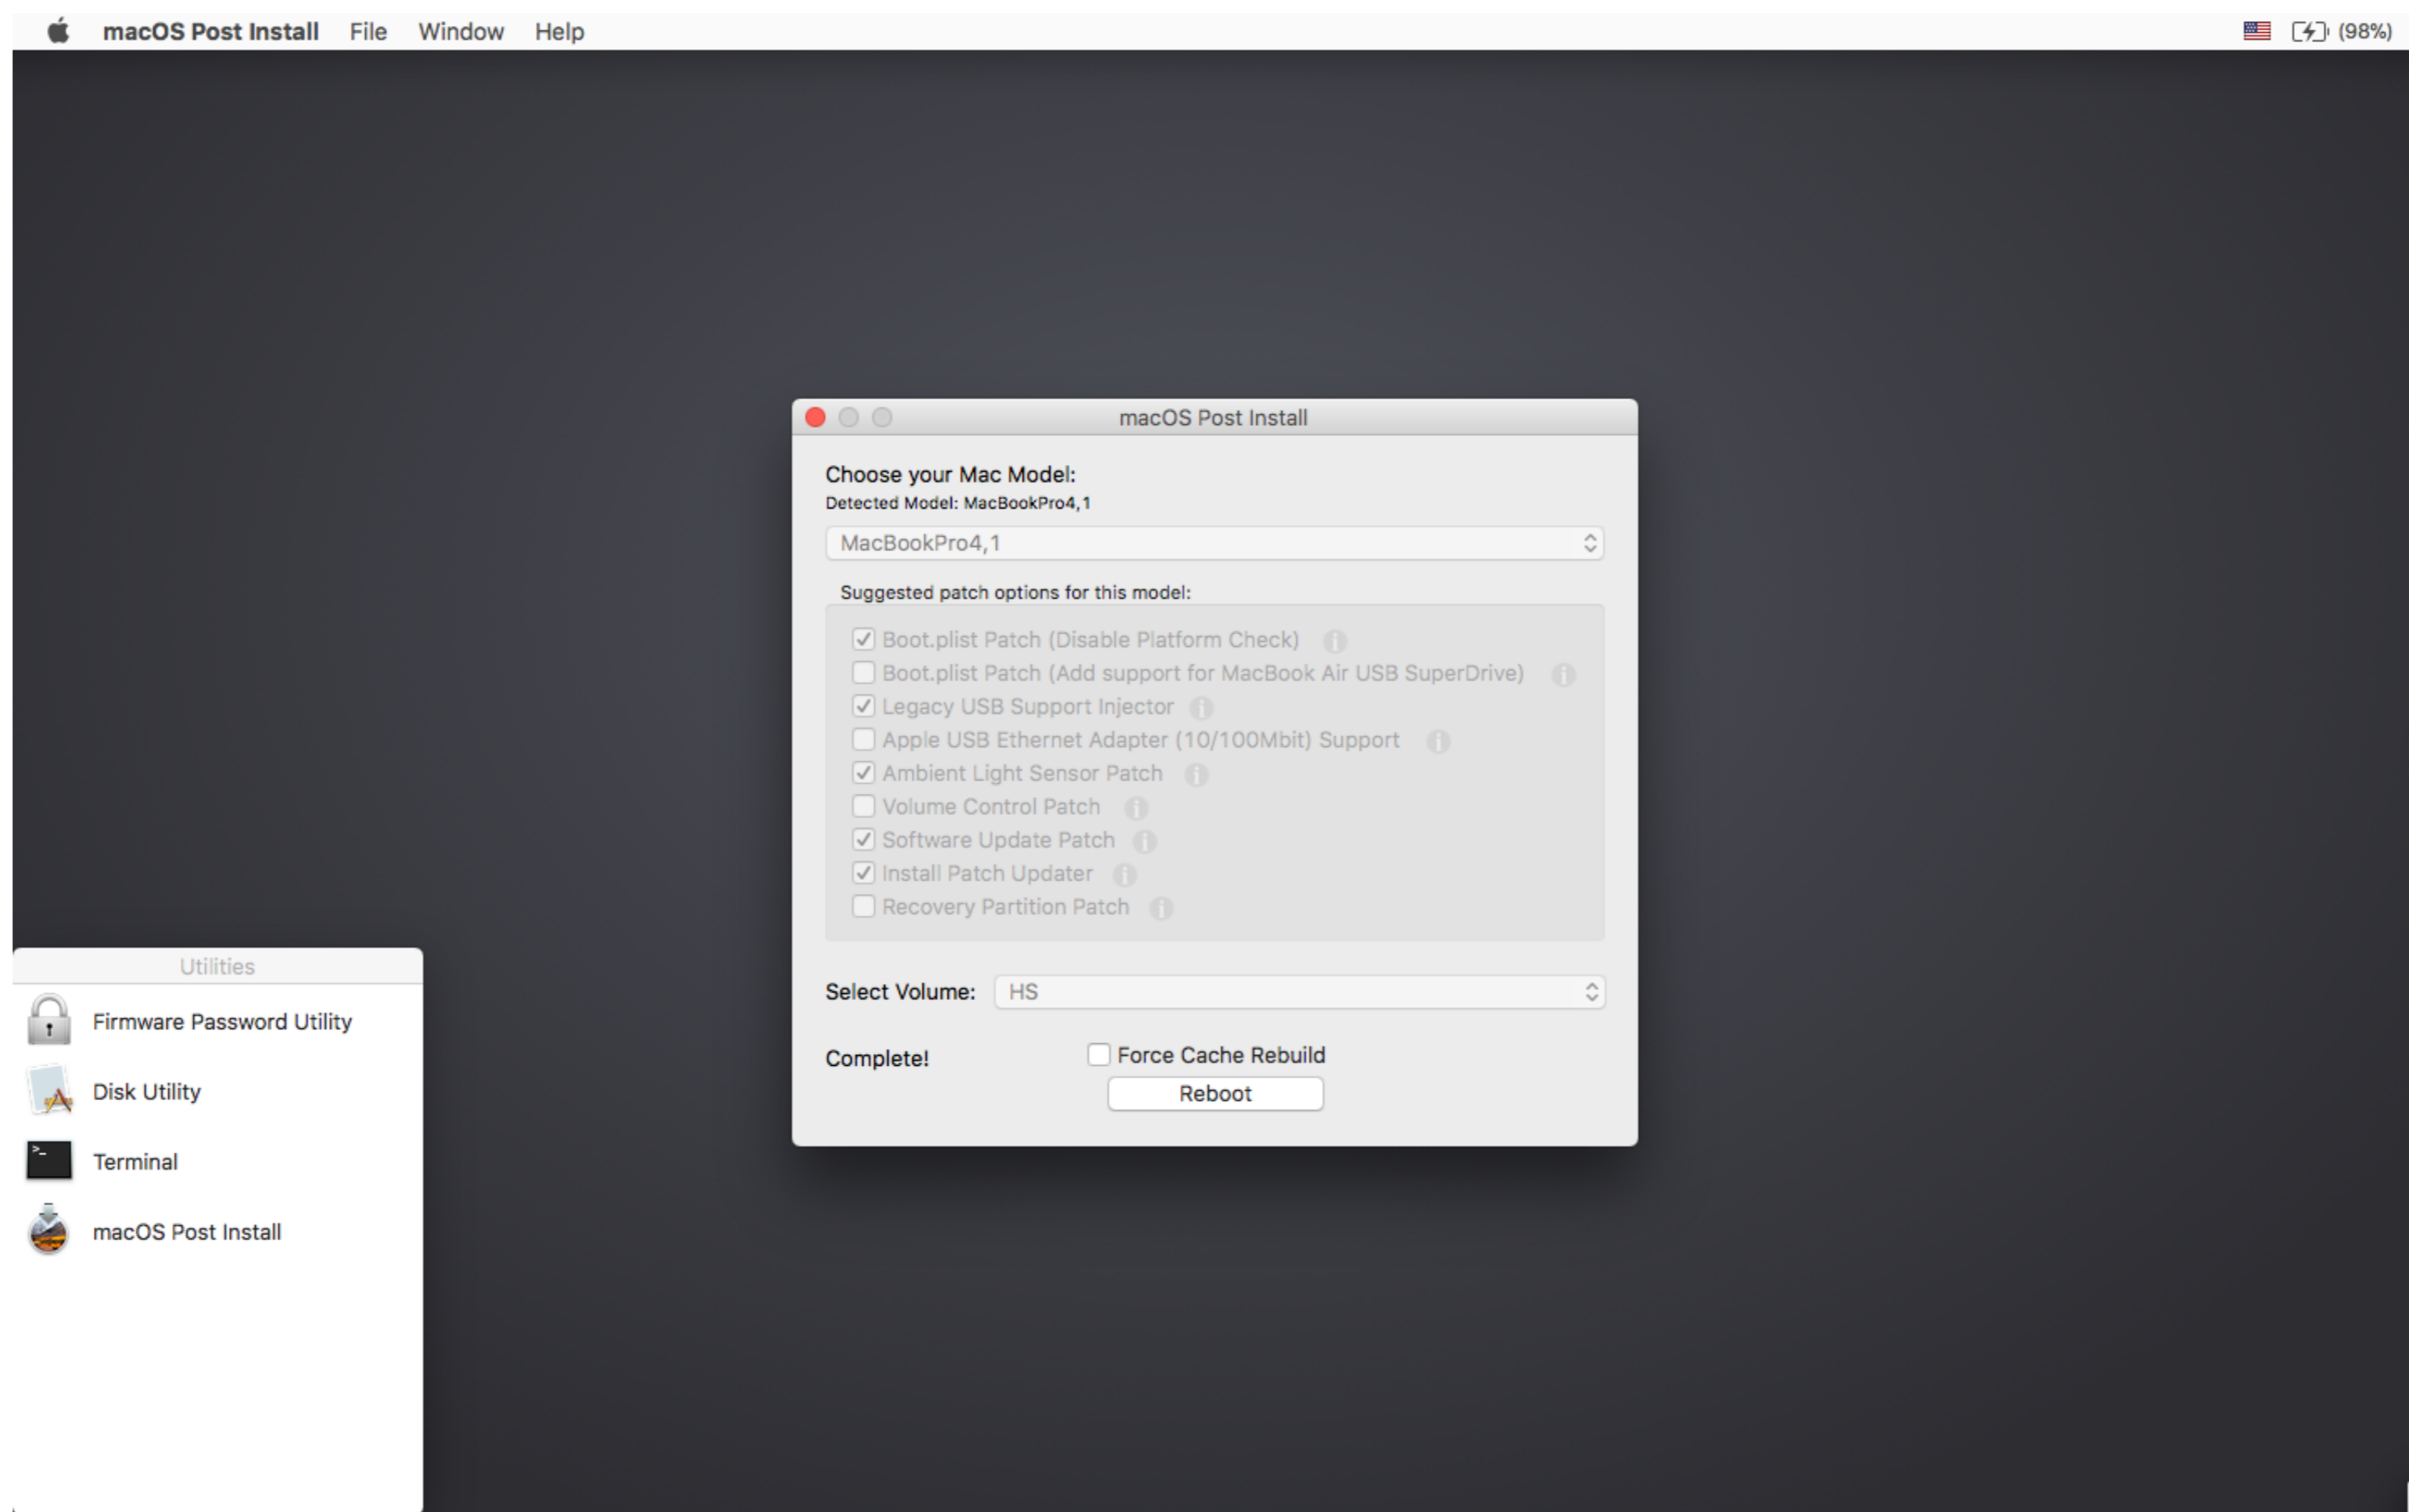 macOS Post Install File Window Help (98%)
macOS Post Install
Choose your Mac Model:
Detected Model: MacBookPro4,1
MacBookPro4,1
Suggested patch options for this model:
Boot.plist Patch (Disable Platform Check)
Boot.plist Patch (Add support for MacBook Air USB SuperDrive)
Legacy USB Support Injector
Apple USB Ethernet Adapter (10/100Mbit) Support
Ambient Light Sensor Patch
Volume Control Patch
Software Update Patch
Install Patch Updater
Recovery Partition Patch
Select Volume: HS
Complete! Force Cache Rebuild
Reboot
Utilities
Firmware Password Utility
Disk Utility
Terminal
macOS Post Install